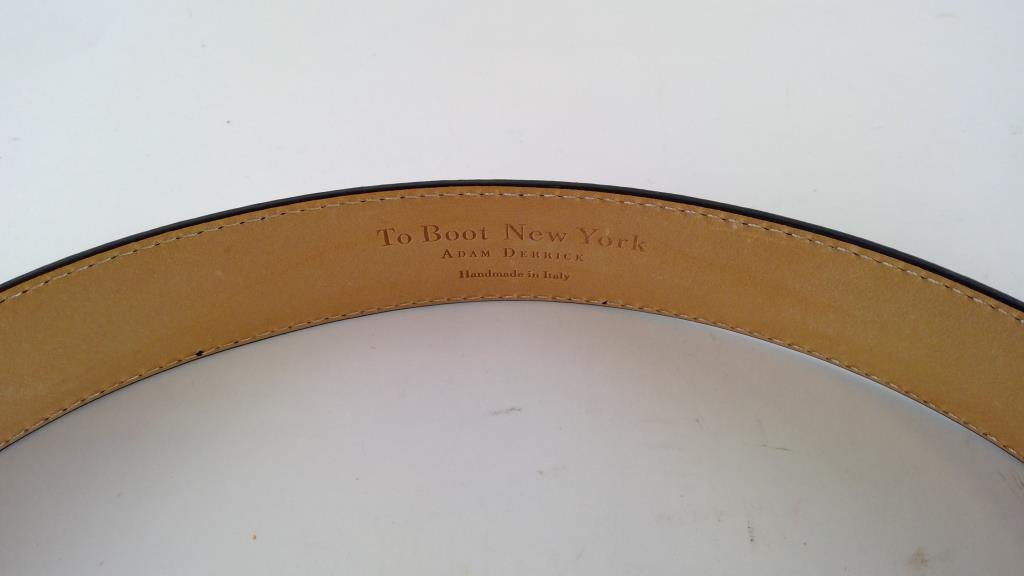 To Boot New York
Adam Derrick
Handmade in Italy